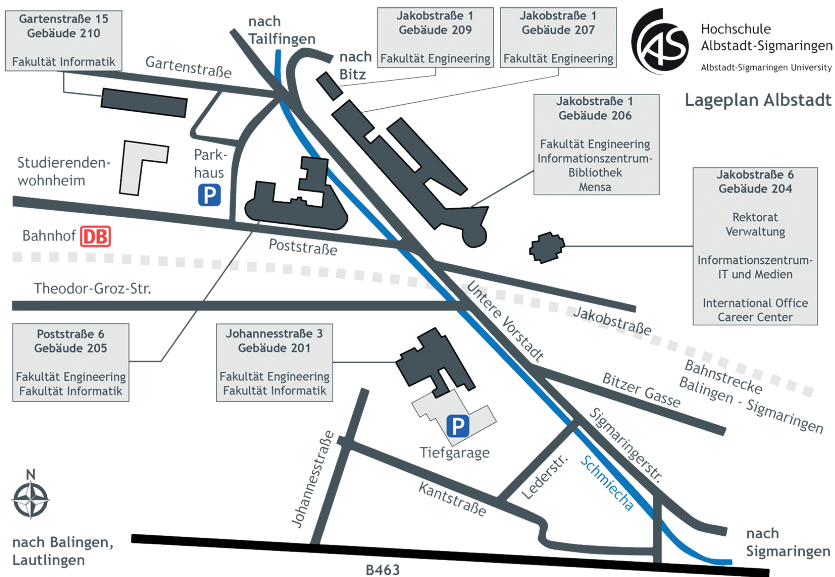 Gartenstraße 15
Gebäude 210
Fakultät Informatik
nach
Tailfingen
nach
Bitz
Jakobstraße 1
Gebäude 209
Fakultät Engineering
Jakobstraße 1
Gebäude 207
Fakultät Engineering
AS
Hochschule
Albstadt-Sigmaringen
Albstadt-Sigmaringen University
Lageplan Albstadt
Gartenstraße
Jakobstraße 1
Gebäude 206
Fakultät Engineering
Informationszentrum-
Bibliothek
Mensa
Studierenden-
wohnheim
Park-
haus
P
Jakobstraße 6
Gebäude 204
Rektorat
Verwaltung
Informationszentrum-
IT und Medien
International Office
Career Center
Bahnhof DB
Poststraße
Theodor-Groz-Str.
Untere Vorstadt
Jakobstraße
Poststraße 6
Gebäude 205
Fakultät Engineering
Fakultät Informatik
Johannesstraße 3
Gebäude 201
Fakultät Engineering
Fakultät Informatik
Bahnstrecke
Balingen - Sigmaringen
Bitzer Gasse
P
Tiefgarage
Sigmaringerstr.
Johannesstraße
Kantstraße
Lederstr.
Schmiecha
N
nach Balingen,
Lautlingen
nach
Sigmaringen
B463